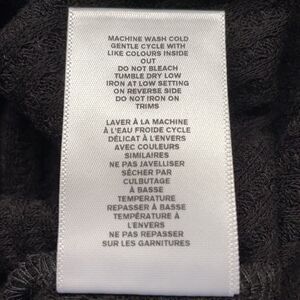 MACHINE WASH COLD
GENTLE CYCLE WITH
LIKE COLOURS INSIDE
OUT
DO NOT BLEACH
TUMBLE DRY LOW
IRON AT LOW SETTING
ON REVERSE SIDE
DO NOT IRON ON
TRIMS
LAVER À LA MACHINE
À L'EAU FROIDE CYCLE
DÉLICAT À L'ENVERS
AVEC COULEURS
SIMILAIRES
NE PAS JAVELLISER
SÉCHER PAR
CULBUTAGE
À BASSE
TEMPERATURE
REPASSER À BASSE
TEMPÉRATURE À
L'ENVERS
NE PAS REPASSER
SUR LES GARNITURES